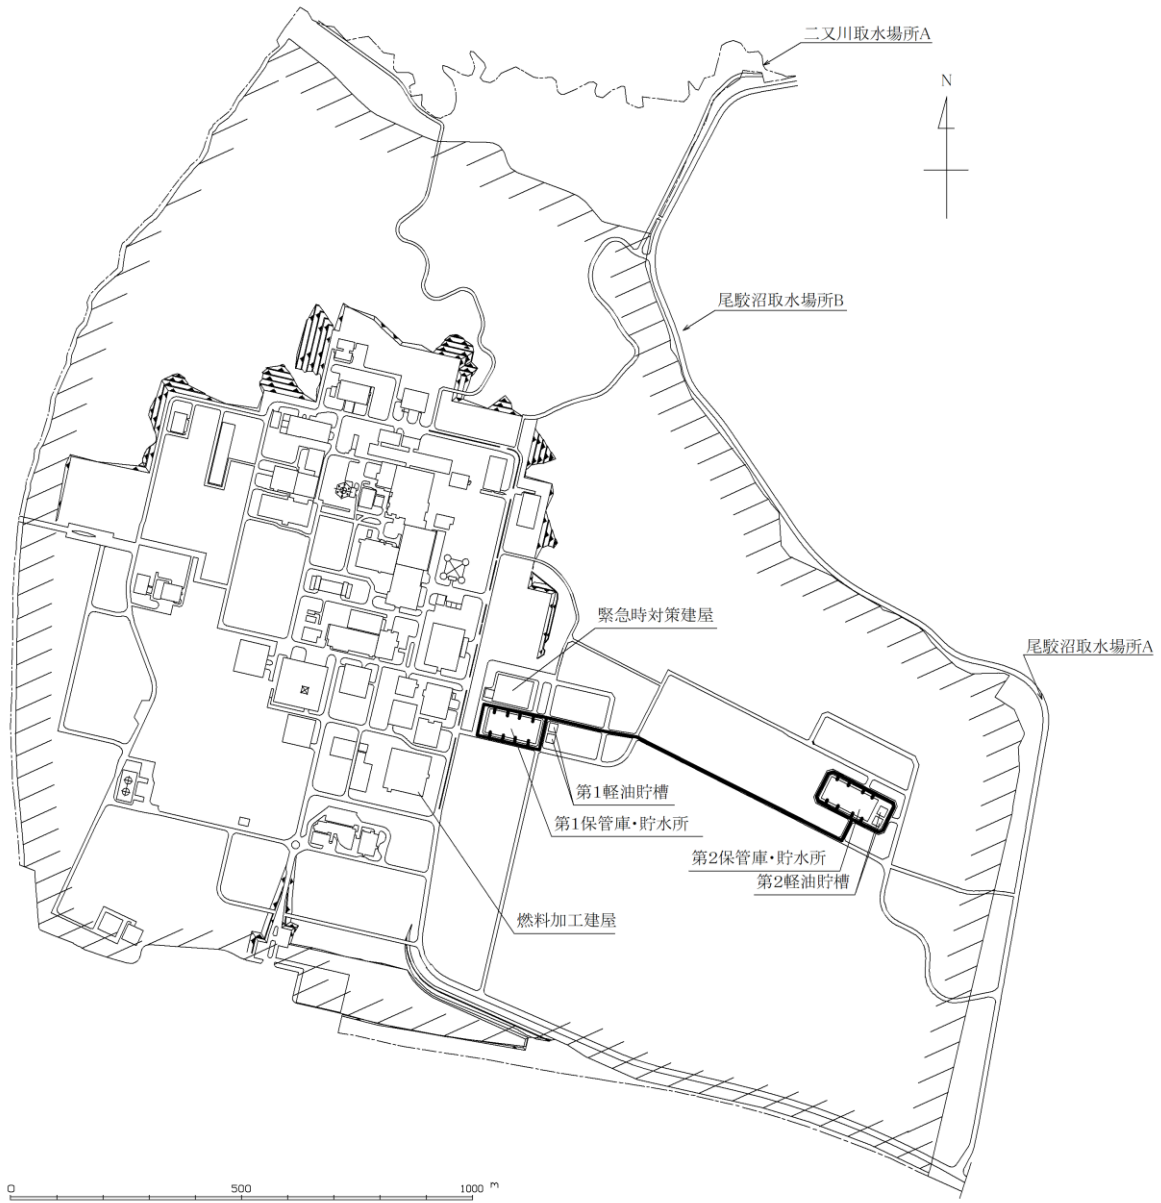 二又川取水場所A
N
尾駮沼取水場所B
緊急時対策建屋
尾駮沼取水場所A
第1軽油貯槽
第1保管庫・貯水所
第2保管庫・貯水所
第2軽油貯槽
燃料加工建屋
0 500 1000 m